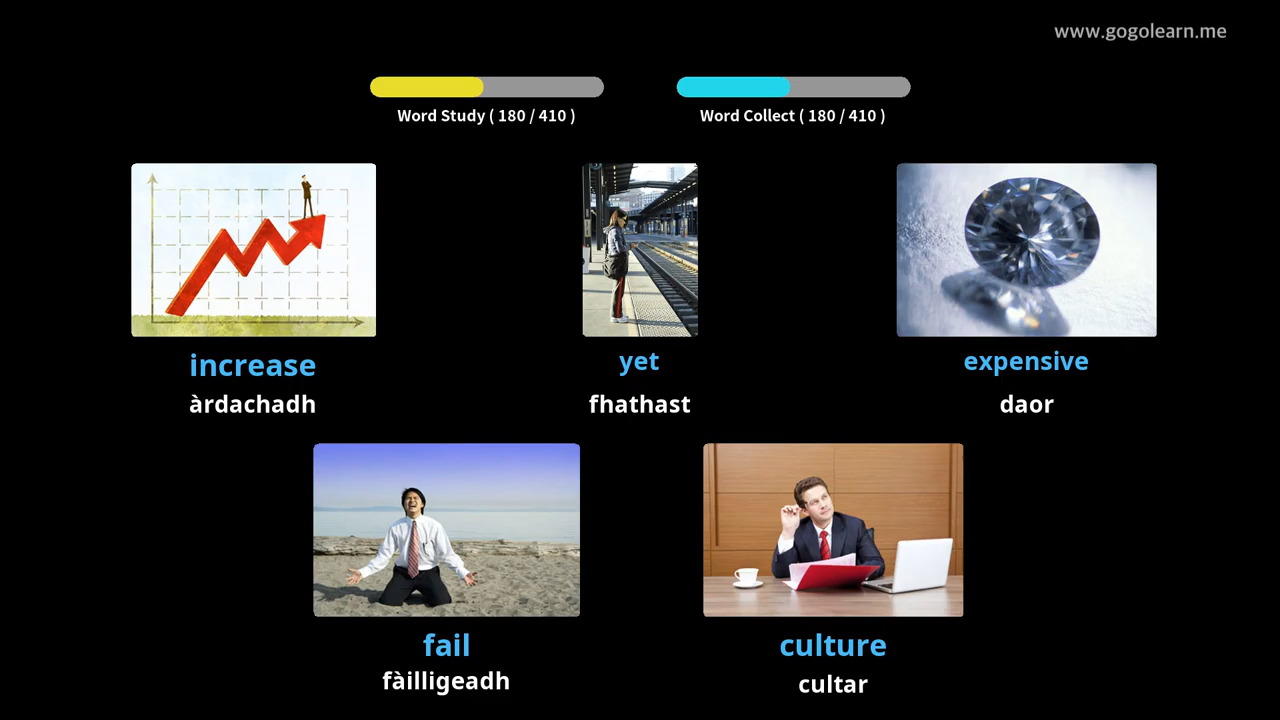 www.gogolearn.me
Word Study ( 180 / 410 )
Word Collect ( 180 / 410 )
increase
àrdachadh
yet
fhathast
expensive
daor
fail
fàilligeadh
culture
cultar